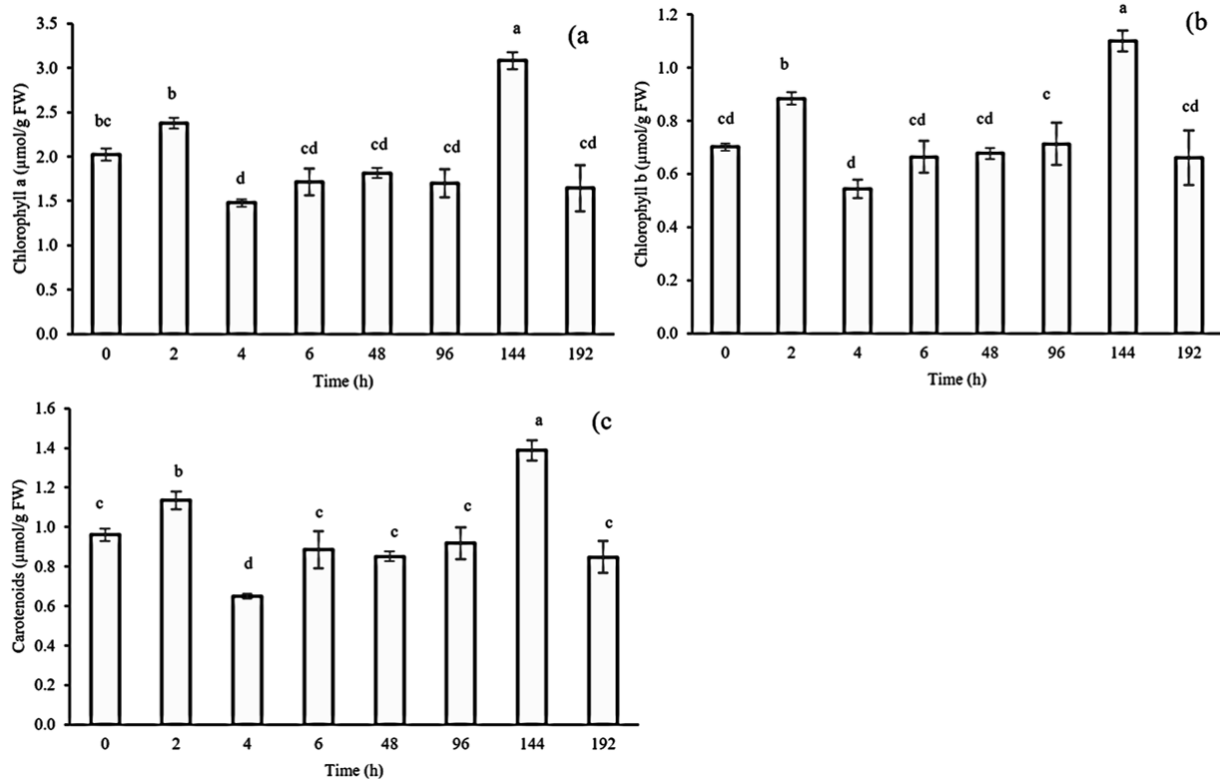 (a
Chlorophyll a (µmol/g FW)
3.5
3.0
2.5
2.0
1.5
1.0
0.5
0.0
bc
b
d
cd
cd
cd
a
cd
0 2 4 6 48 96 144 192
Time (h)
(b
Chlorophyll b (µmol/g FW)
1.2
1.0
0.8
0.6
0.4
0.2
0.0
cd
b
d
cd
cd
c
a
cd
0 2 4 6 48 96 144 192
Time (h)
(c
Carotenoids (µmol/g FW)
1.6
1.4
1.2
1.0
0.8
0.6
0.4
0.2
0.0
c
b
d
c
c
c
a
c
0 2 4 6 48 96 144 192
Time (h)